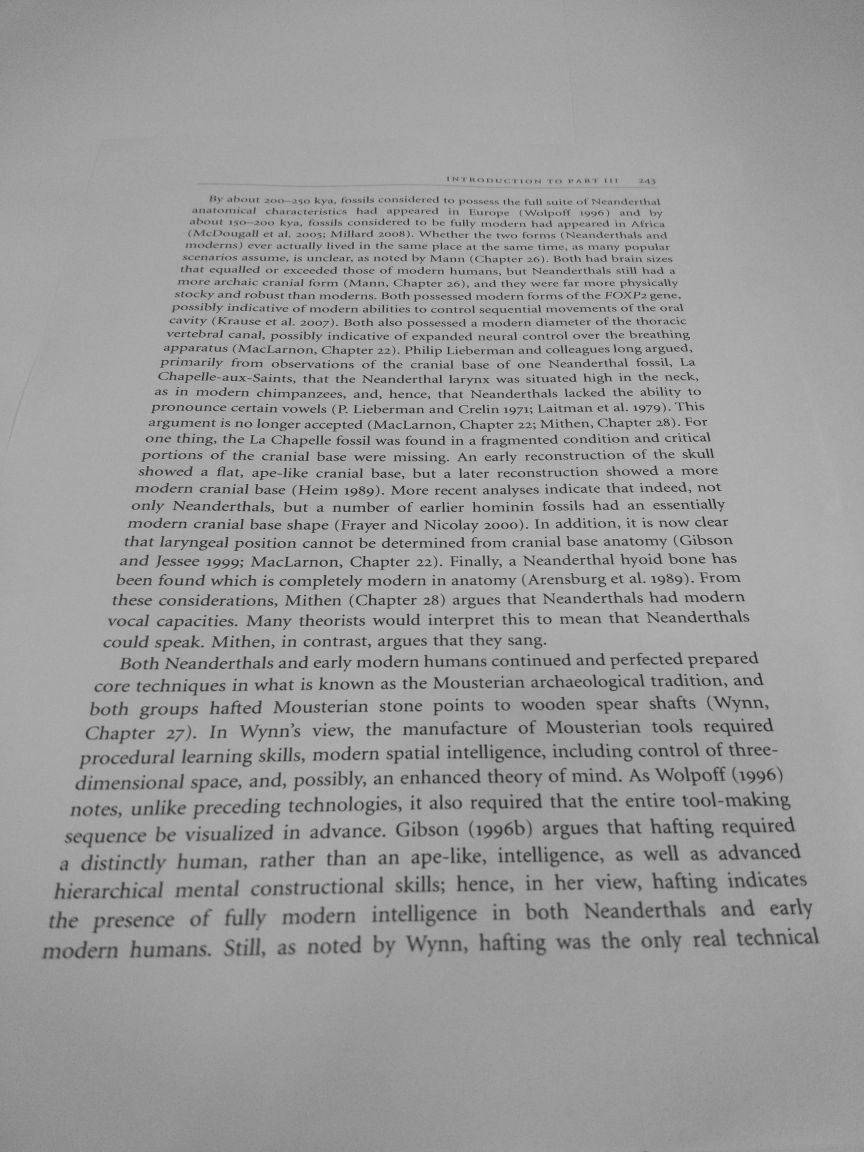 INTRODUCTION TO PART III 243
By about 200–250 kya, fossils considered to possess the full suite of Neanderthal
anatomical characteristics had appeared in Europe (Wolpoff 1996) and by
about 150–200 kya, fossils considered to be fully modern had appeared in Africa
(McDougall et al. 2005; Millard 2008). Whether the two forms (Neanderthals and
moderns) ever actually lived in the same place at the same time, as many popular
scenarios assume, is unclear, as noted by Mann (Chapter 26). Both had brain sizes
that equalled or exceeded those of modern humans, but Neanderthals still had a
more archaic cranial form (Mann, Chapter 26), and they were far more physically
stocky and robust than moderns. Both possessed modern forms of the FOXP2 gene,
possibly indicative of modern abilities to control sequential movements of the oral
cavity (Krause et al. 2007). Both also possessed a modern diameter of the thoracic
vertebral canal, possibly indicative of expanded neural control over the breathing
apparatus (MacLarnon, Chapter 22). Philip Lieberman and colleagues long argued,
primarily from observations of the cranial base of one Neanderthal fossil, La
Chapelle-aux-Saints, that the Neanderthal larynx was situated high in the neck,
as in modern chimpanzees, and, hence, that Neanderthals lacked the ability to
pronounce certain vowels (P. Lieberman and Crelin 1971; Laitman et al. 1979). This
argument is no longer accepted (MacLarnon, Chapter 22; Mithen, Chapter 28). For
one thing, the La Chapelle fossil was found in a fragmented condition and critical
portions of the cranial base were missing. An early reconstruction of the skull
showed a flat, ape-like cranial base, but a later reconstruction showed a more
modern cranial base (Heim 1989). More recent analyses indicate that indeed, not
only Neanderthals, but a number of earlier hominin fossils had an essentially
modern cranial base shape (Frayer and Nicolay 2000). In addition, it is now clear
that laryngeal position cannot be determined from cranial base anatomy (Gibson
and Jessee 1999; MacLarnon, Chapter 22). Finally, a Neanderthal hyoid bone has
been found which is completely modern in anatomy (Arensburg et al. 1989). From
these considerations, Mithen (Chapter 28) argues that Neanderthals had modern
vocal capacities. Many theorists would interpret this to mean that Neanderthals
could speak. Mithen, in contrast, argues that they sang.
Both Neanderthals and early modern humans continued and perfected prepared
core techniques in what is known as the Mousterian archaeological tradition, and
both groups hafted Mousterian stone points to wooden spear shafts (Wynn,
Chapter 27). In Wynn's view, the manufacture of Mousterian tools required
procedural learning skills, modern spatial intelligence, including control of three-
dimensional space, and, possibly, an enhanced theory of mind. As Wolpoff (1996)
notes, unlike preceding technologies, it also required that the entire tool-making
sequence be visualized in advance. Gibson (1996b) argues that hafting required
a distinctly human, rather than an ape-like, intelligence, as well as advanced
hierarchical mental constructional skills; hence, in her view, hafting indicates
the presence of fully modern intelligence in both Neanderthals and early
modern humans. Still, as noted by Wynn, hafting was the only real technical